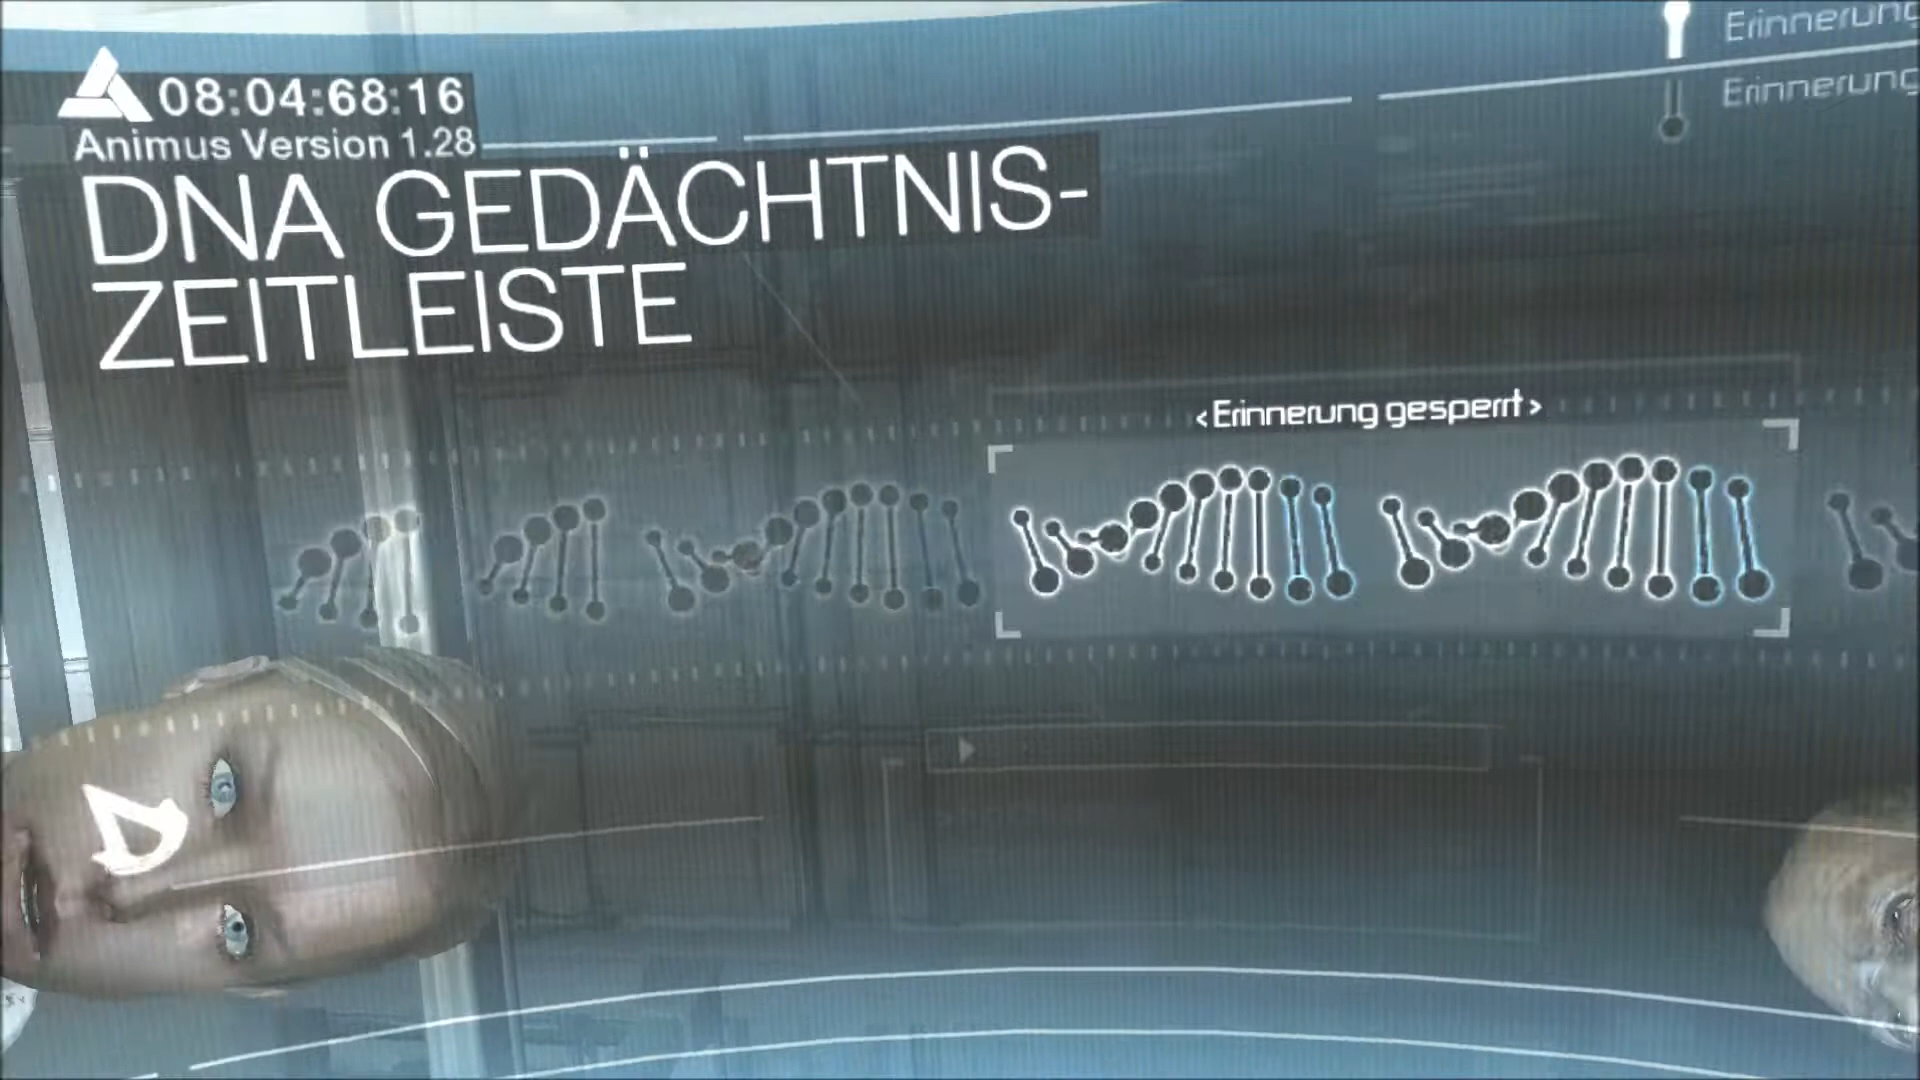 08:04:68:16
Animus Version 1.28
DNA GEDÄCHTNIS-
ZEITLEISTE
Erinnerung
Erinnerung
<Erinnerung gesperrt>